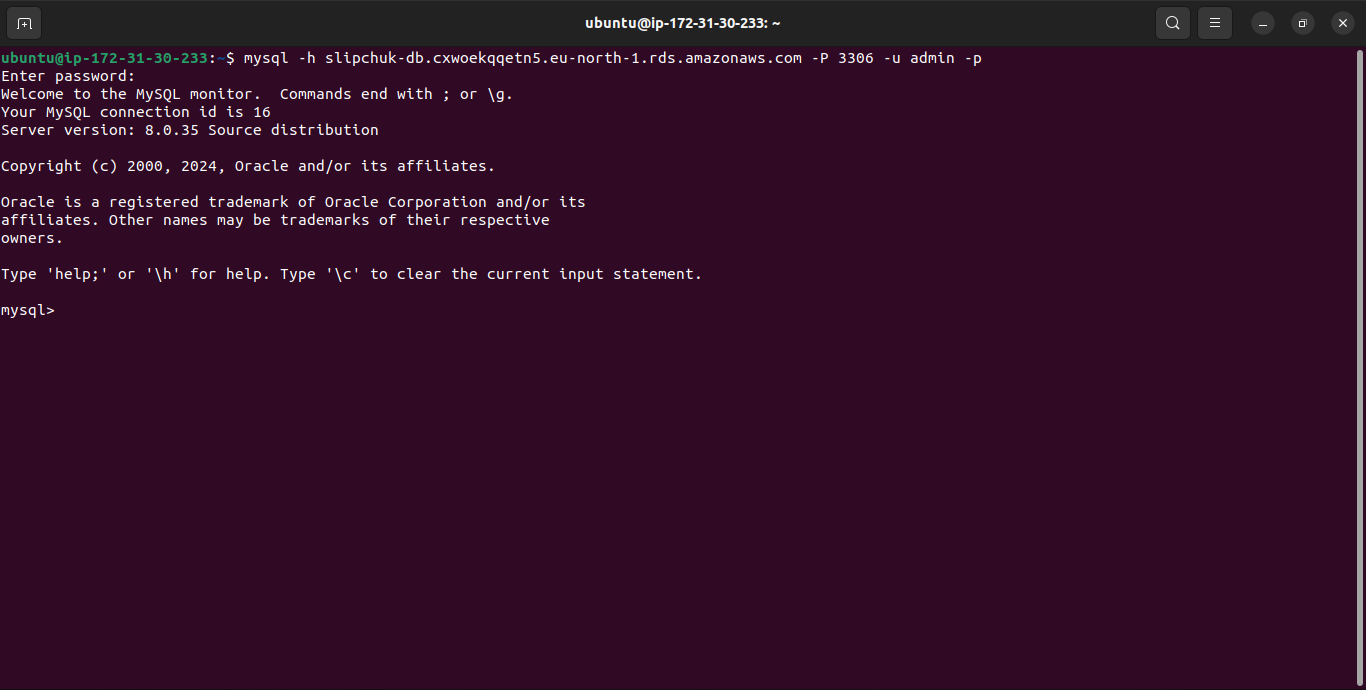 ubuntu@ip-172-31-30-233: ~
ubuntu@ip-172-31-30-233:~$ mysql -h slipchuk-db.cxwoekqqetn5.eu-north-1.rds.amazonaws.com -P 3306 -u admin -p
Enter password:
Welcome to the MySQL monitor.  Commands end with ; or \g.
Your MySQL connection id is 16
Server version: 8.0.35 Source distribution
Copyright (c) 2000, 2024, Oracle and/or its affiliates.
Oracle is a registered trademark of Oracle Corporation and/or its
affiliates. Other names may be trademarks of their respective
owners.
Type 'help;' or '\h' for help. Type '\c' to clear the current input statement.
mysql>